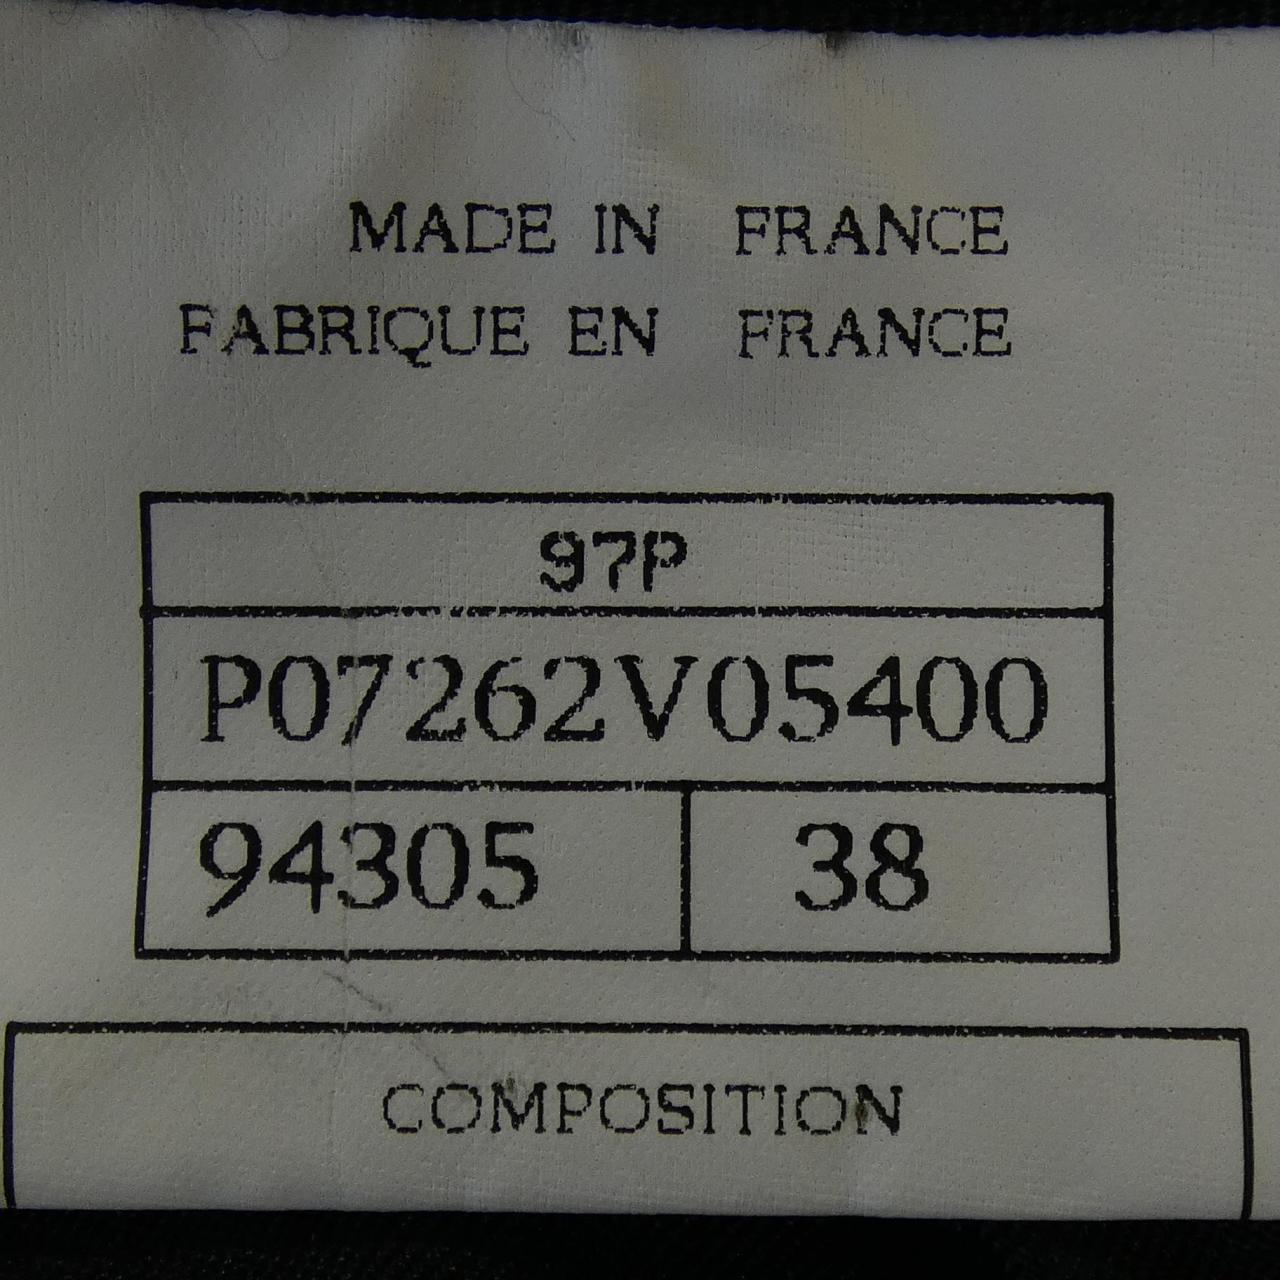 MADE IN FRANCE
FABRIQUE EN FRANCE
97P
P07262V05400
94305 38
COMPOSITION